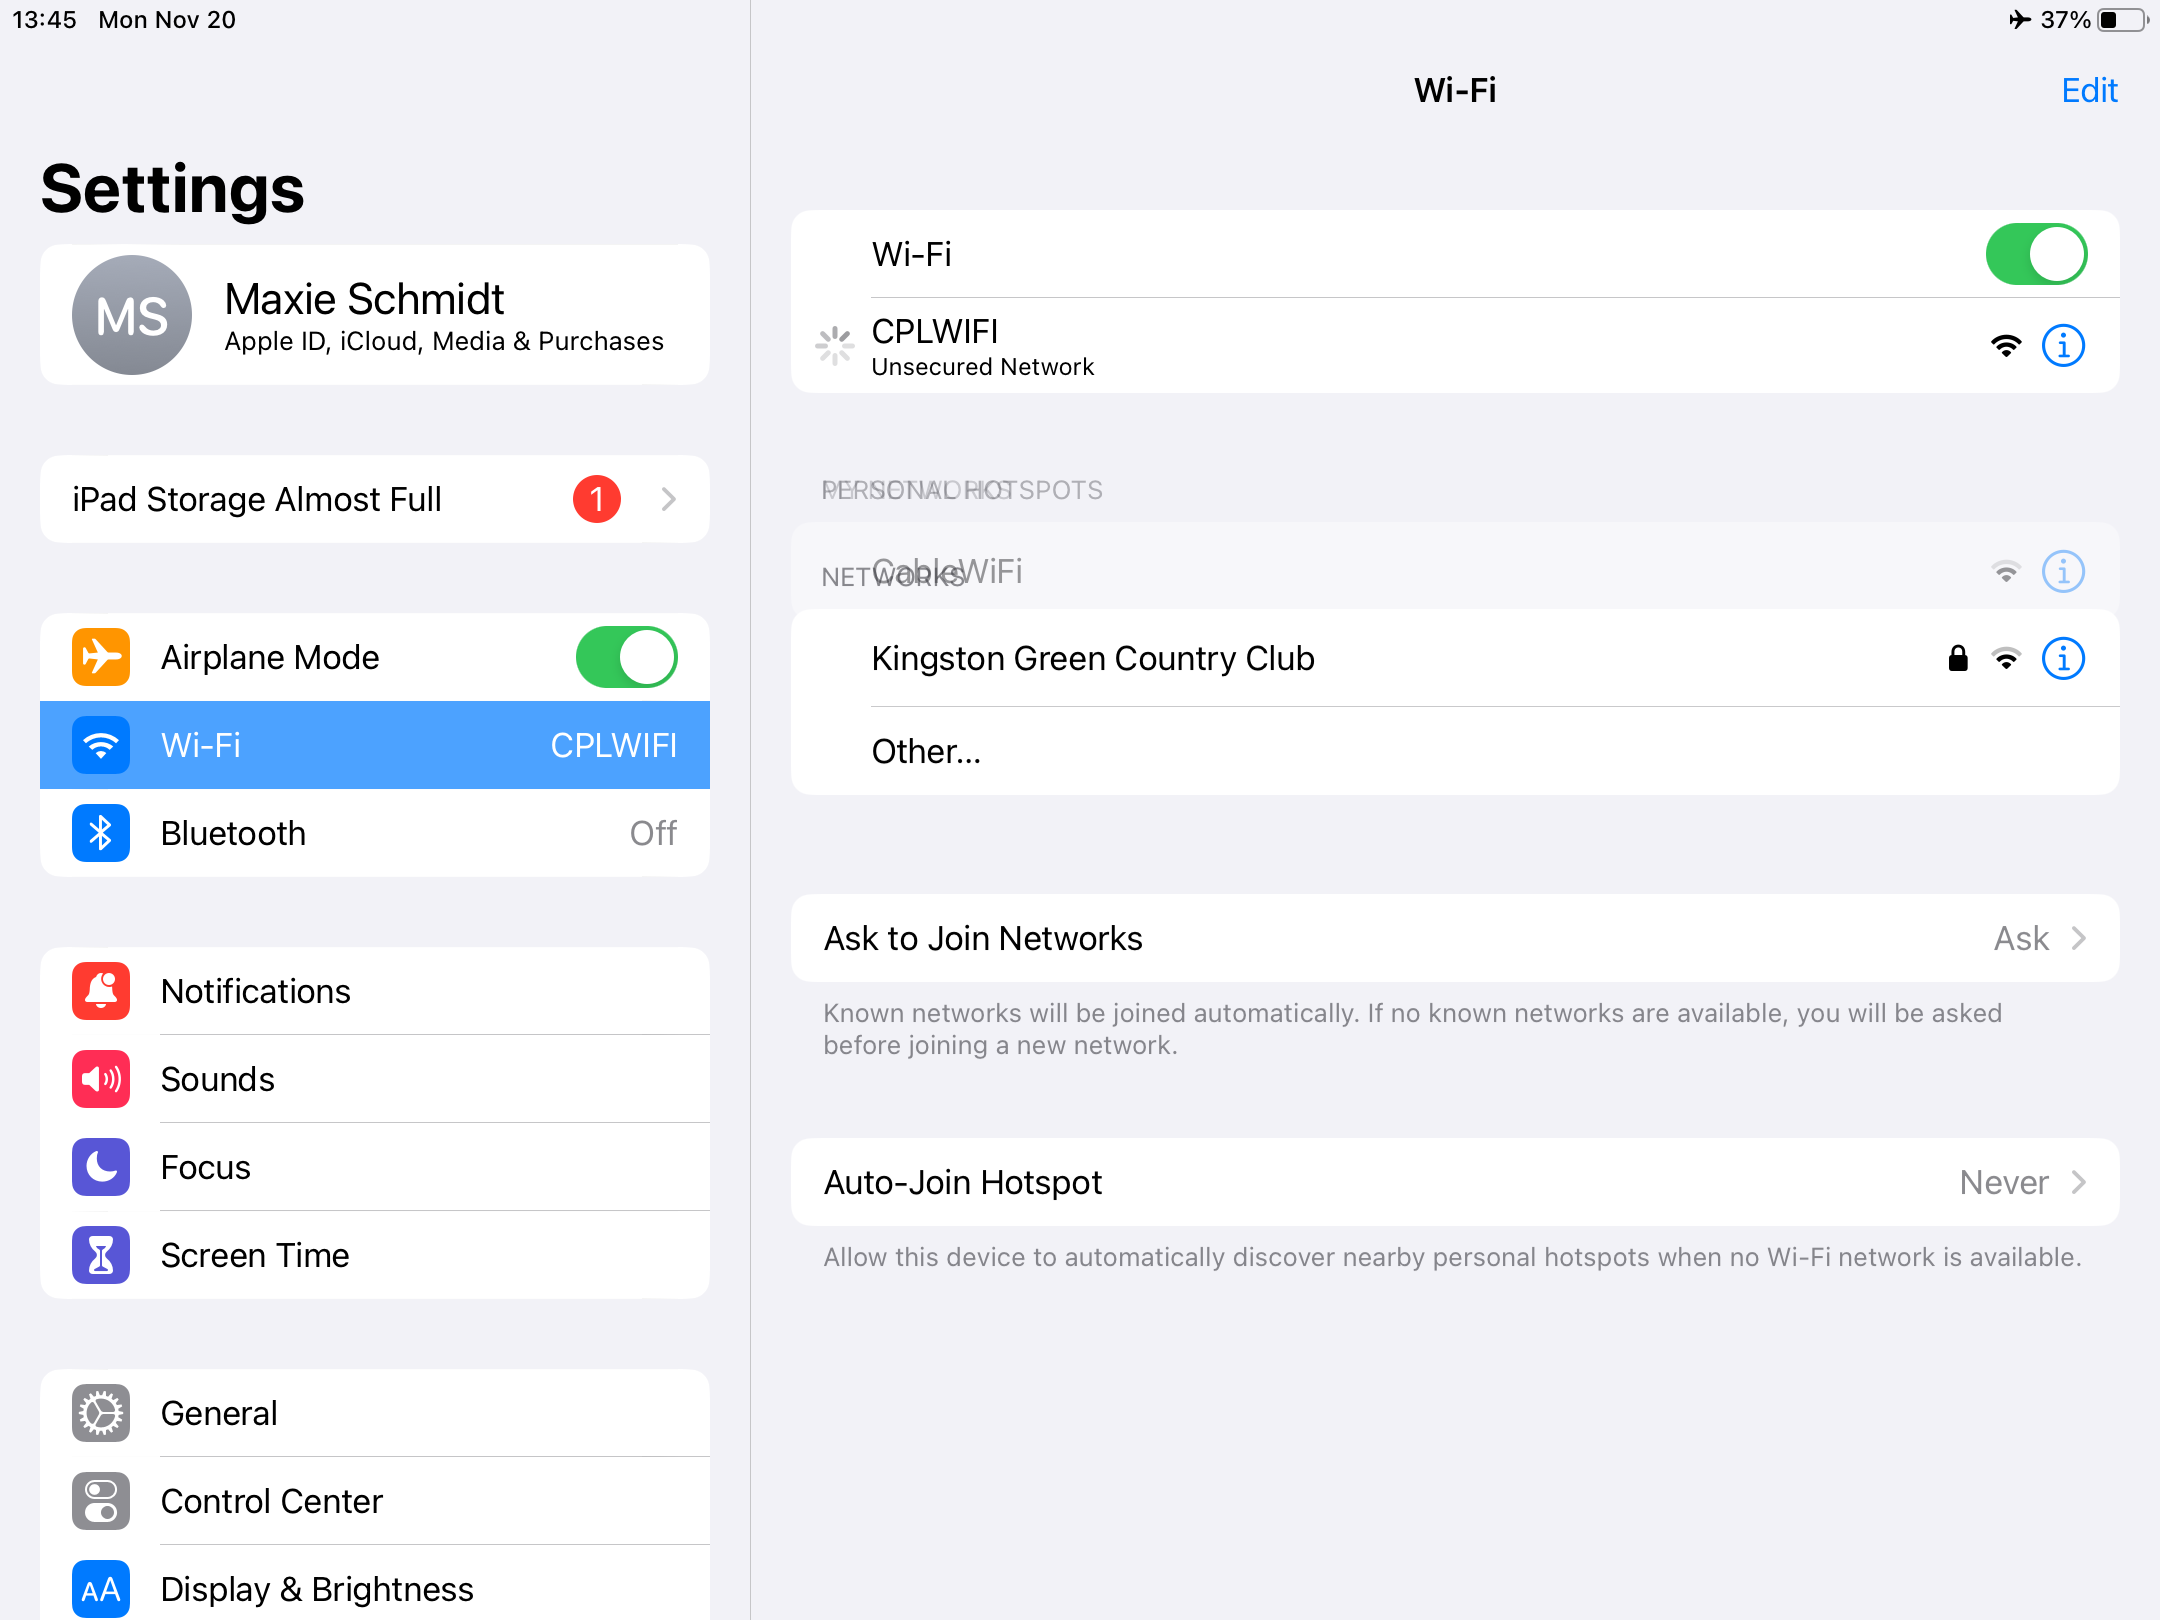 13:45 Mon Nov 20
37%
Settings
MS
Maxie Schmidt
Apple ID, iCloud, Media & Purchases
iPad Storage Almost Full 1
Airplane Mode
Wi-Fi CPLWIFI
Bluetooth Off
Notifications
Sounds
Focus
Screen Time
General
Control Center
AA Display & Brightness
Wi-Fi
Edit
Wi-Fi
CPLWIFI
Unsecured Network
MY NETWORKS
PERSONAL HOTSPOTS
CableWiFi
NETWORKS
Kingston Green Country Club
Other...
Ask to Join Networks Ask
Known networks will be joined automatically. If no known networks are available, you will be asked
before joining a new network.
Auto-Join Hotspot Never
Allow this device to automatically discover nearby personal hotspots when no Wi-Fi network is available.